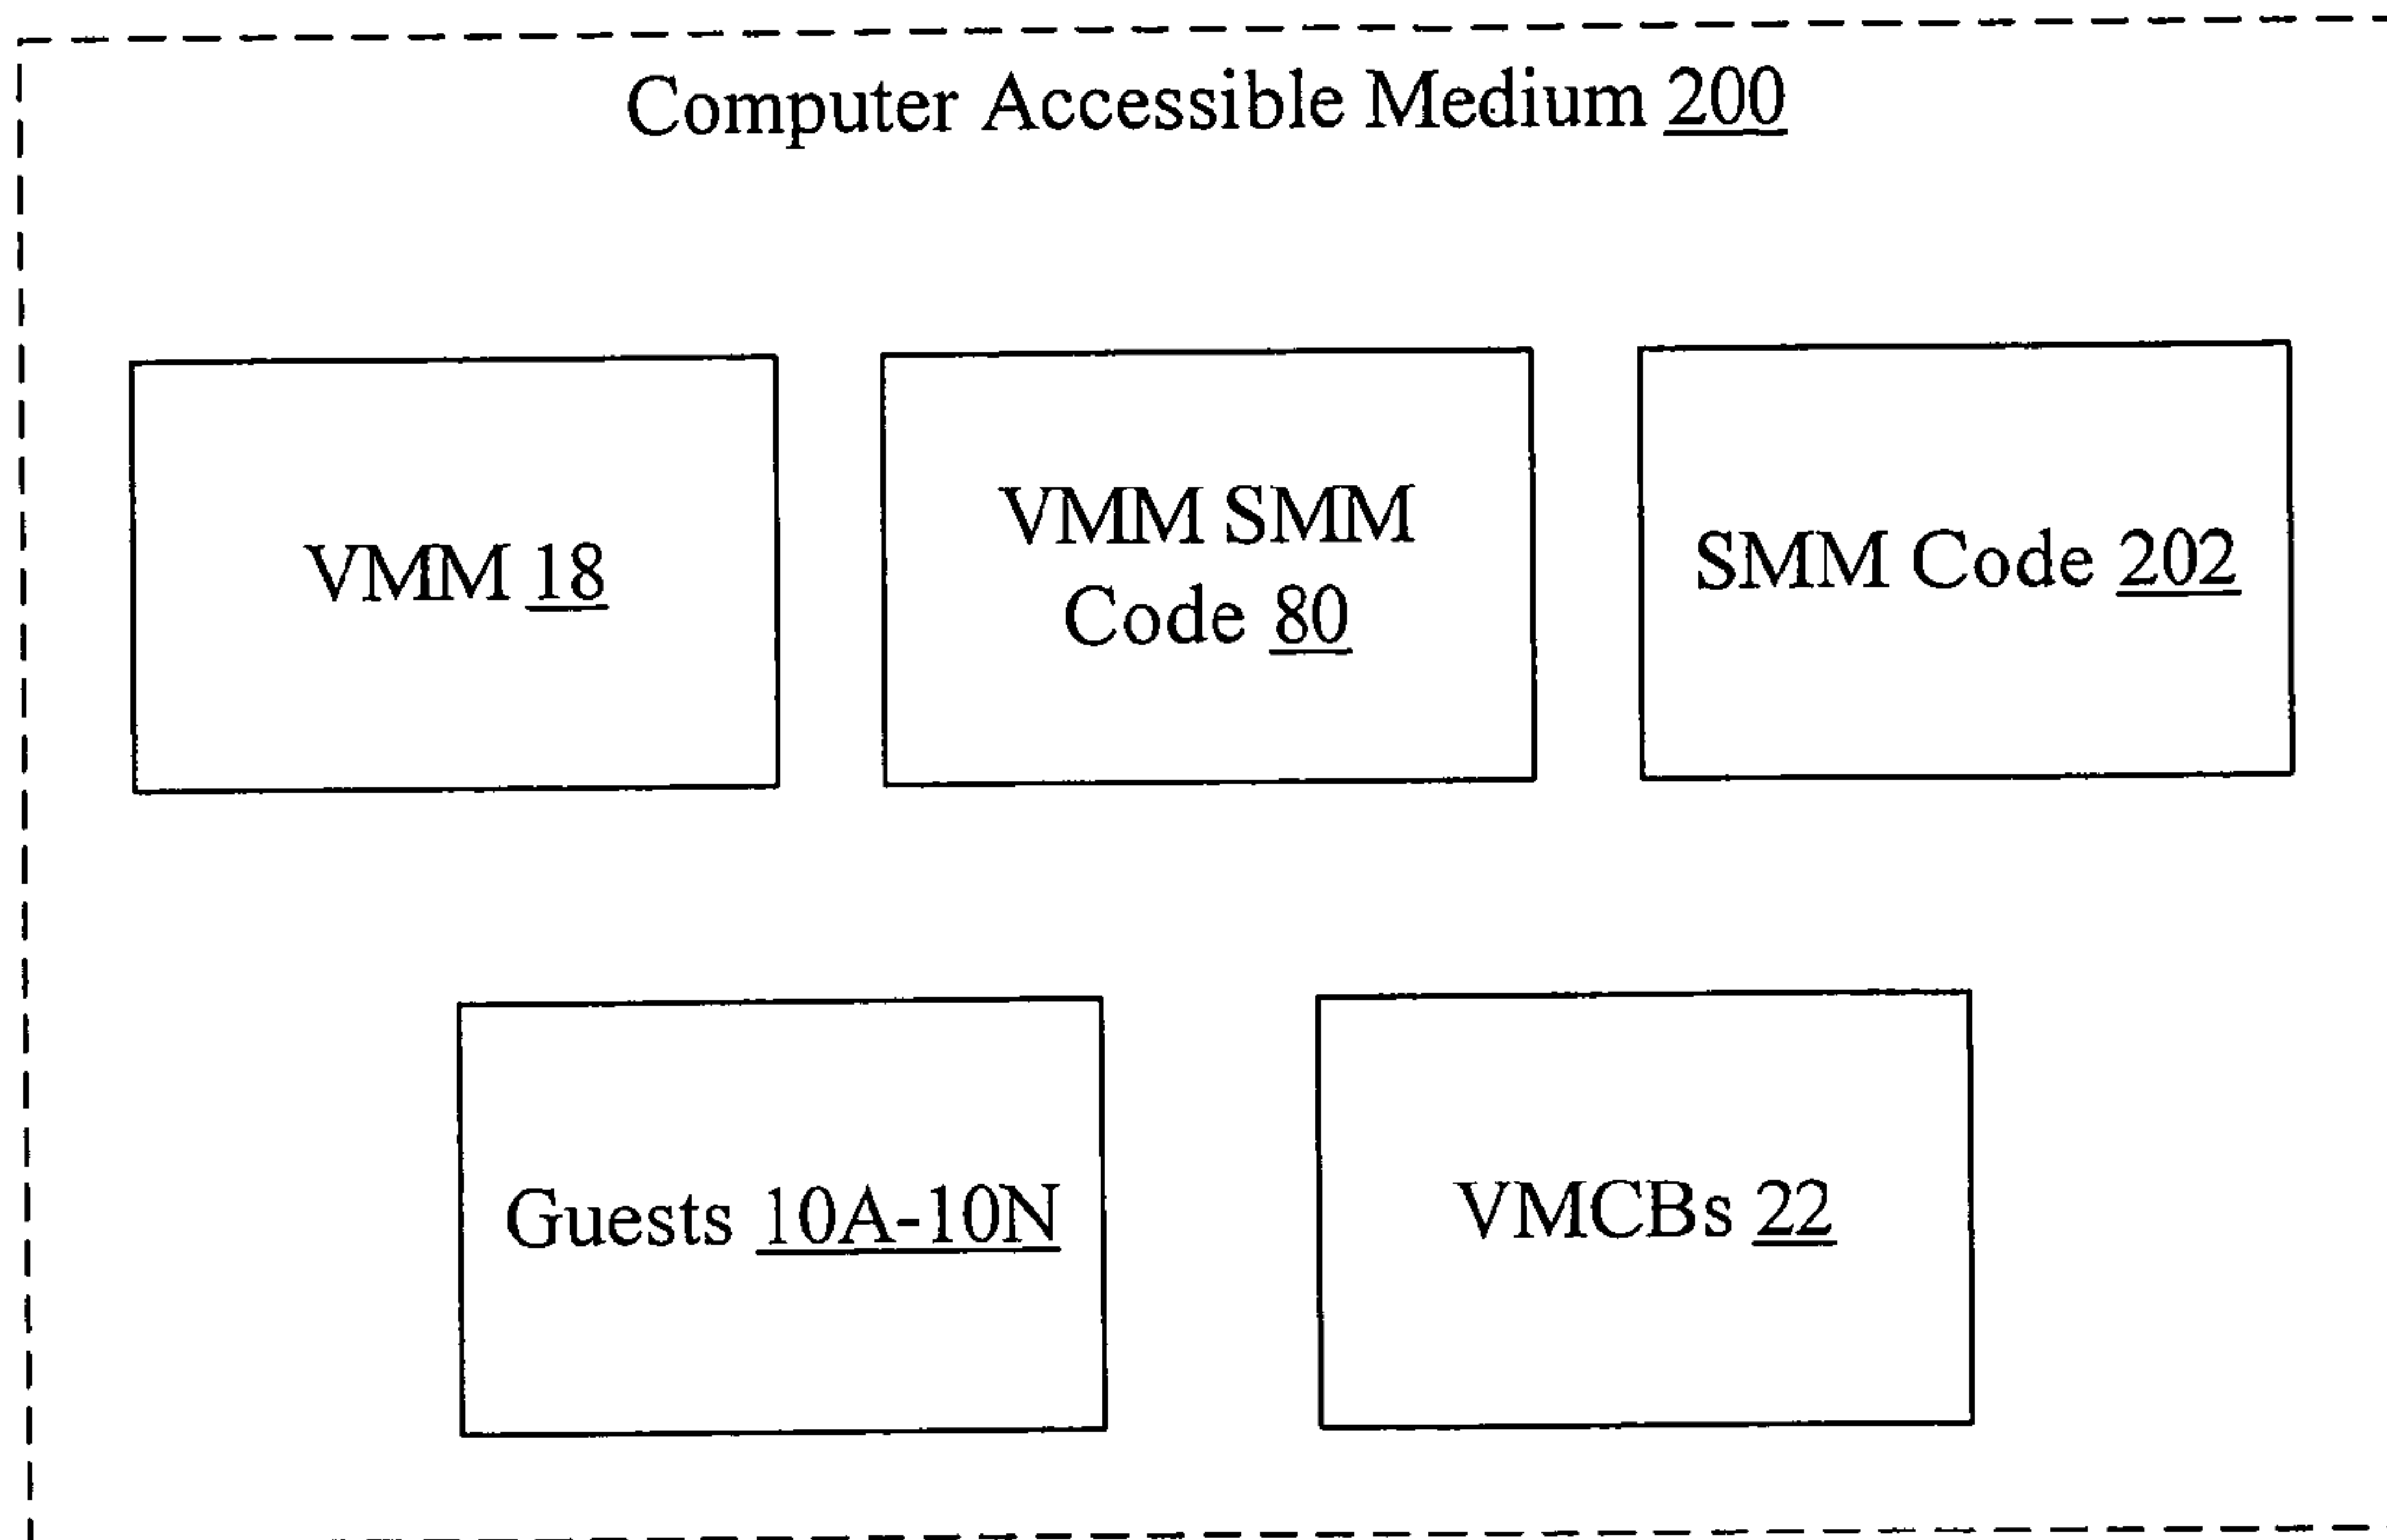 Computer Accessible Medium 200
VMM 18
VMM SMM
Code 80
SMM Code 202
Guests 10A-10N
VMCBs 22